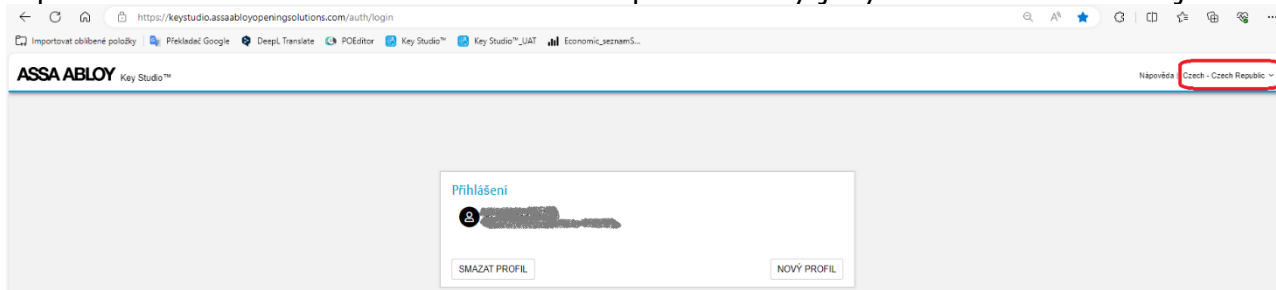 https://keystudio.assaabloyopeningsolutions.com/auth/login
Importovat oblíbené položky Překladač Google DeepL Translate POEditor Key Studio™ Key Studio™_UAT Economic_seznamS...
ASSA ABLOY Key Studio™ Nápověda | Czech - Czech Republic
Přihlášení
SMAZAT PROFIL NOVÝ PROFIL